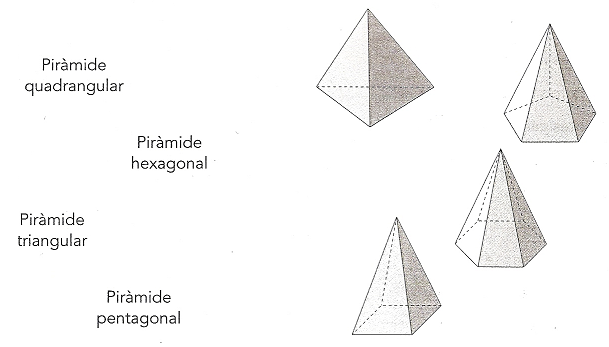 Piràmide
quadrangular
Piràmide
hexagonal
Piràmide
triangular
Piràmide
pentagonal